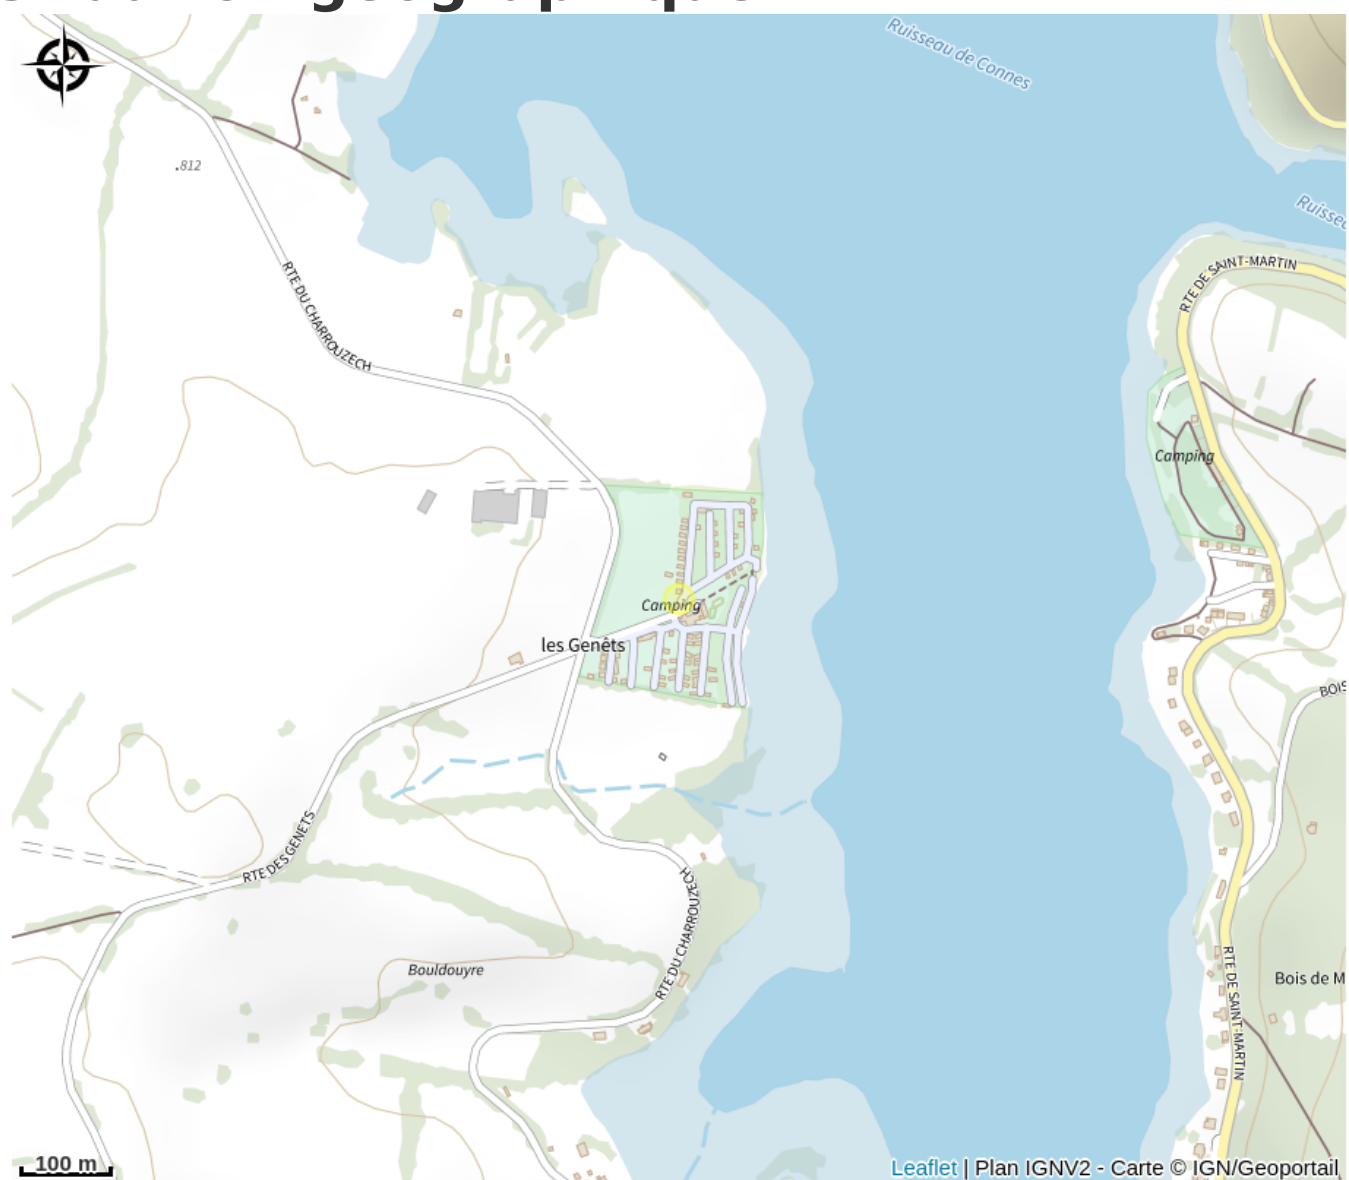 Ruisseau de Connes
.812
RTE DE SAINT-MARTIN
RTE DU CHARROUZECH
Camping
Camping
les Genêts
BOIS
RTE DES GENETS
RTE DU CHARROUZECH
Bouldouyre
RTE DE SAINT-MARTIN
Bois de M
100 m
Leaflet | Plan IGNV2 - Carte © IGN/Geoportail